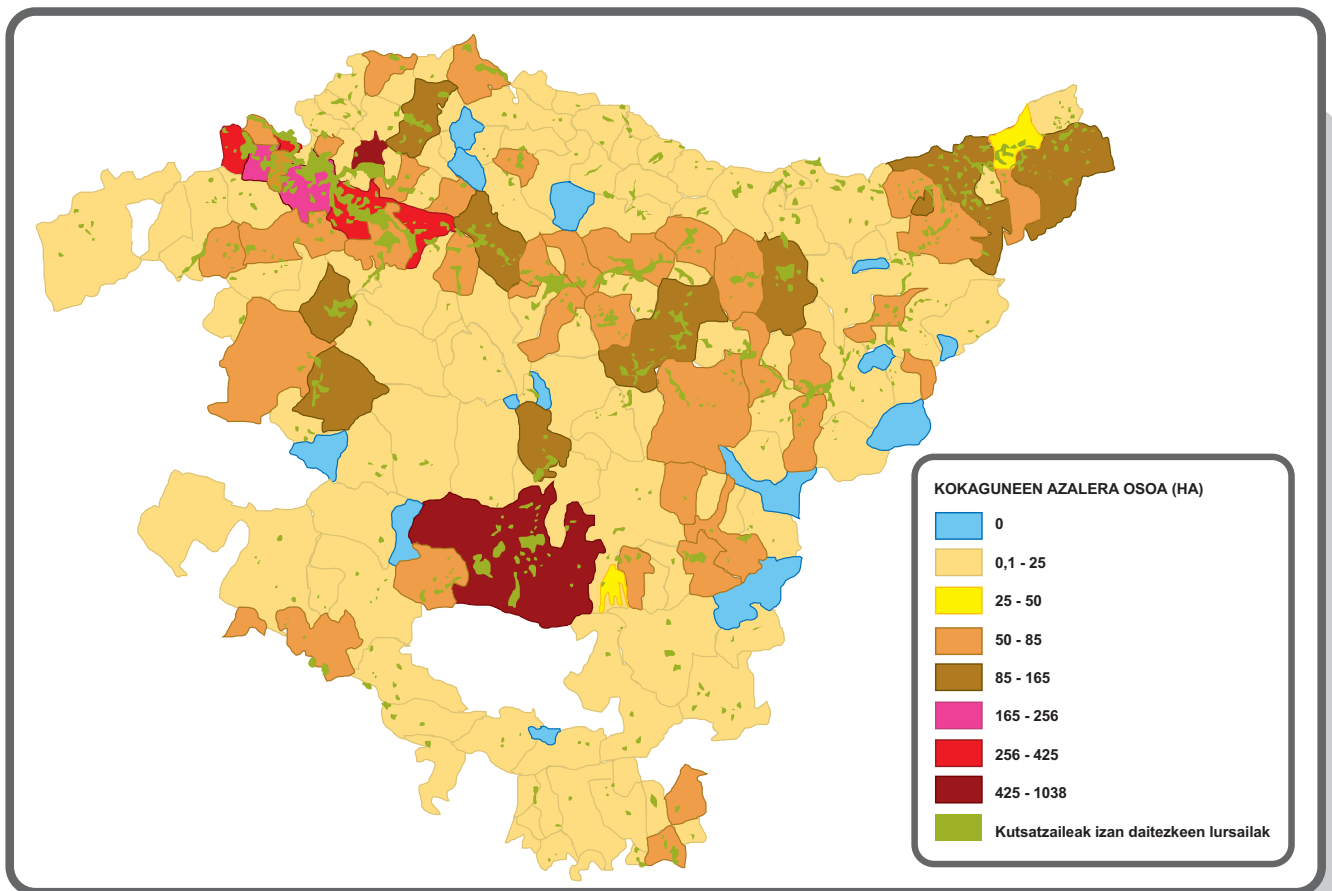 KOKAGUNEEN AZALERA OSOA (HA)
0
0,1 - 25
25 - 50
50 - 85
85 - 165
165 - 256
256 - 425
425 - 1038
Kutsatzaileak izan daitezkeen lursailak